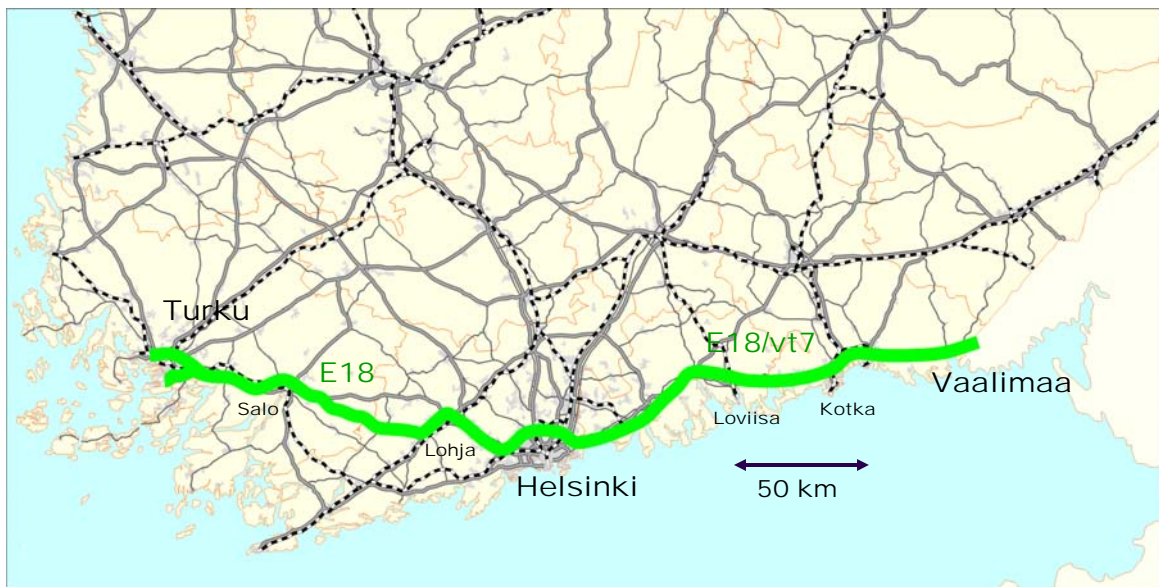 Turku
E18/vt7
E18
Vaalimaa
Salo
Loviisa
Kotka
Lohja
Helsinki
50 km